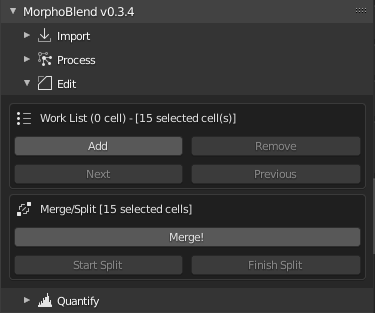 MorphoBlend v0.3.4
Import
Process
Edit
Work List (0 cell) - [15 selected cell(s)]
Add Remove
Next Previous
Merge/Split [15 selected cells]
Merge!
Start Split Finish Split
Quantify